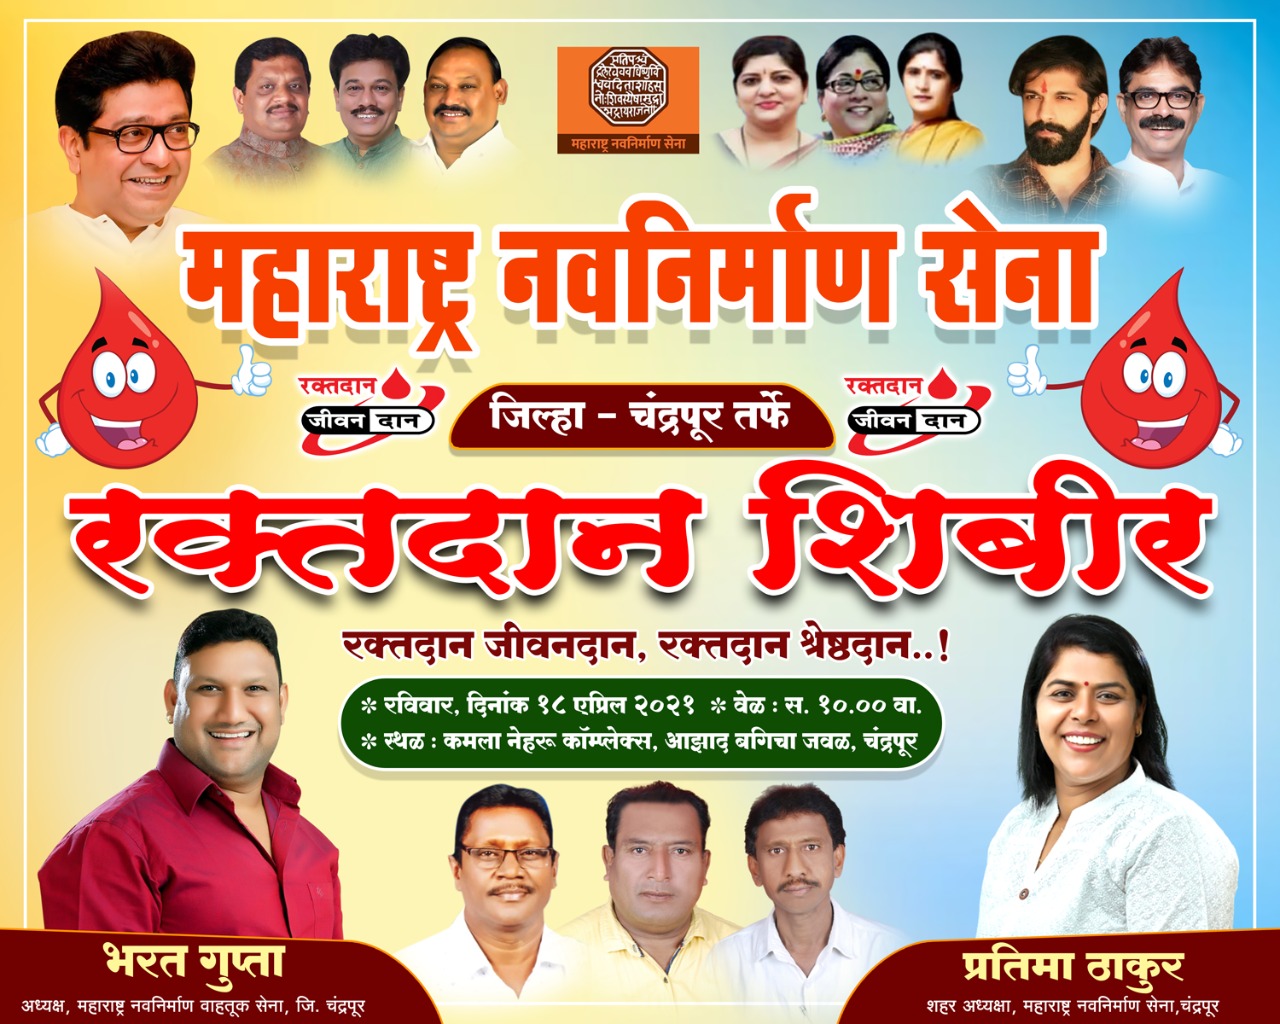 महाराष्ट्र नवनिर्माण सेना
महाराष्ट्र नवनिर्माण सेना
रक्तदान
जीवन दान
जिल्हा - चंद्रपूर तर्फे
रक्तदान
जीवन दान
रक्तदान शिबीर
रक्तदान जीवनदान, रक्तदान श्रेष्ठदान..!
* रविवार, दिनांक १८ एप्रिल २०२१ * वेळ : स. १०.०० वा.
* स्थळ : कमला नेहरू कॉम्प्लेक्स, आझाद बगिचा जवळ, चंद्रपूर
भरत गुप्ता
अध्यक्ष, महाराष्ट्र नवनिर्माण वाहतूक सेना, जि. चंद्रपूर
प्रतिमा ठाकुर
शहर अध्यक्षा, महाराष्ट्र नवनिर्माण सेना,चंद्रपूर